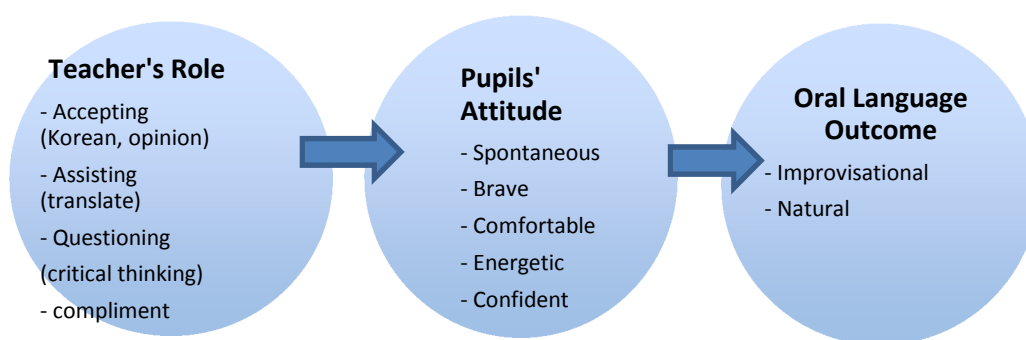 Teacher's Role
- Accepting
(Korean, opinion)
- Assisting
(translate)
- Questioning
(critical thinking)
- compliment
Pupils'
Attitude
- Spontaneous
- Brave
- Comfortable
- Energetic
- Confident
Oral Language
Outcome
- Improvisational
- Natural